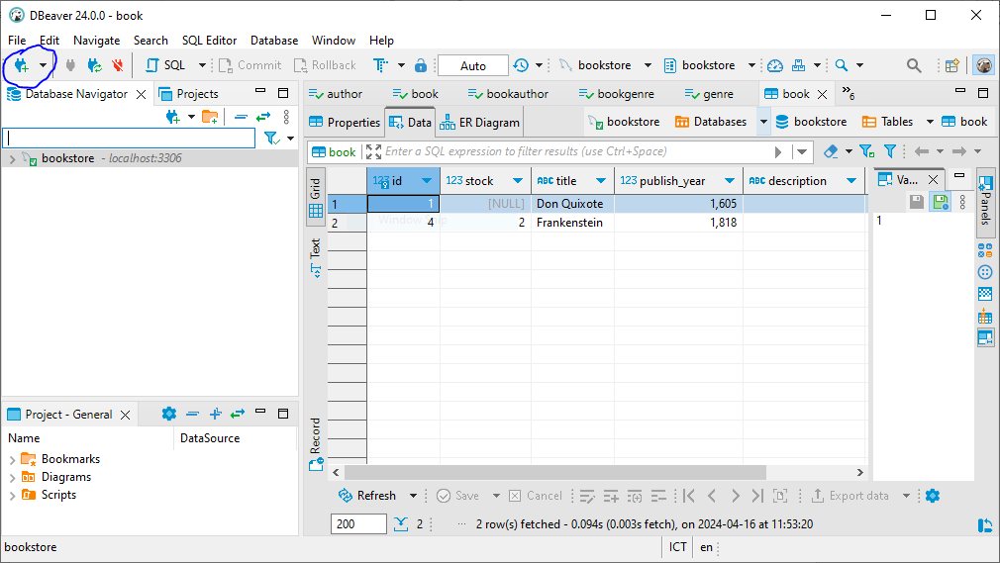 DBeaver 24.0.0 - book
File Edit Navigate Search SQL Editor Database Window Help
SQL Commit Rollback Auto bookstore bookstore
Database Navigator Projects
author book bookauthor bookgenre genre book »6
Properties Data ER Diagram bookstore Databases bookstore Tables book
bookstore - localhost:3306
book Enter a SQL expression to filter results (use Ctrl+Space)
Grid
Text
Record
123 id 123 stock ABC title 123 publish_year ABC description
1 1 [NULL] Don Quixote 1,605
2 4 2 Frankenstein 1,818
Va...
1
Panels
Project - General
Name DataSource
Bookmarks
Diagrams
Scripts
Refresh Save Cancel Export data
200 2 ... 2 row(s) fetched - 0.094s (0.003s fetch), on 2024-04-16 at 11:53:20
bookstore ICT en